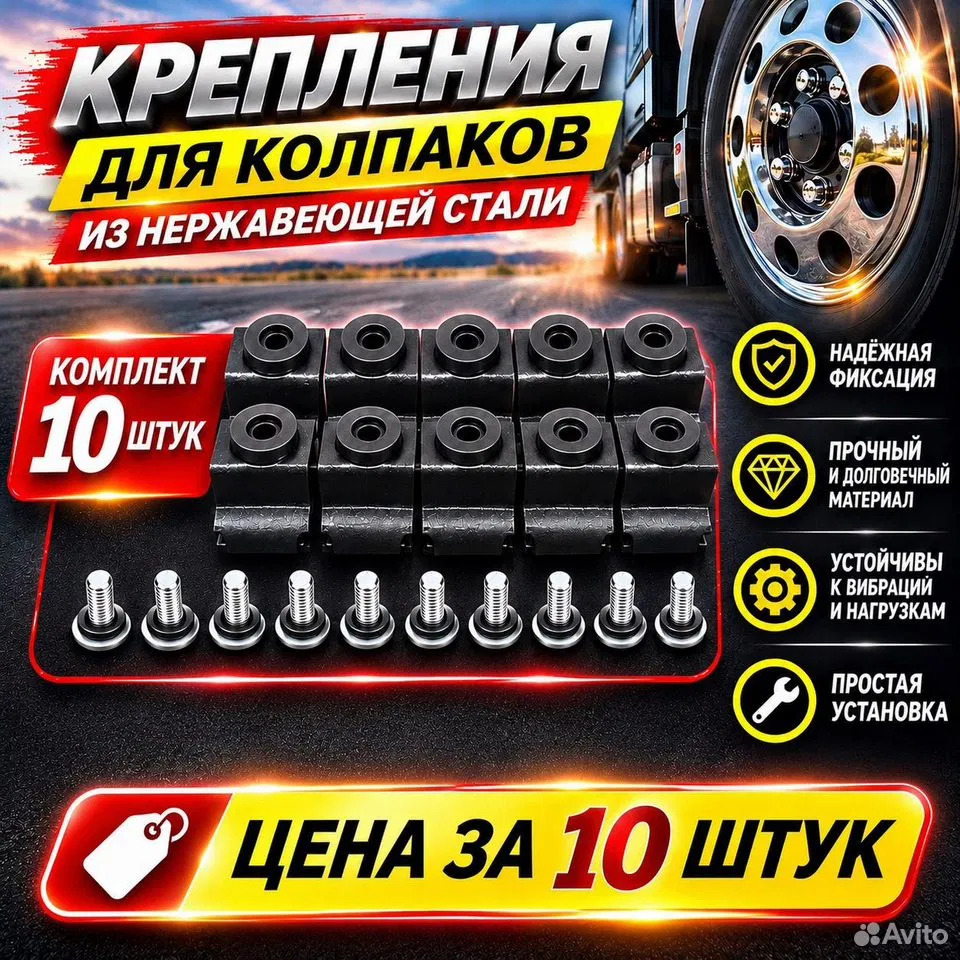 КРЕПЛЕНИЯ
ДЛЯ КОЛПАКОВ
ИЗ НЕРЖАВЕЮЩЕЙ СТАЛИ
КОМПЛЕКТ
10 ШТУК
НАДЁЖНАЯ
ФИКСАЦИЯ
ПРОЧНЫЙ
И ДОЛГОВЕЧНЫЙ
МАТЕРИАЛ
УСТОЙЧИВЫ
К ВИБРАЦИЙ
И НАГРУЗКАМ
ПРОСТАЯ
УСТАНОВКА
ЦЕНА ЗА 10 ШТУК
Avito